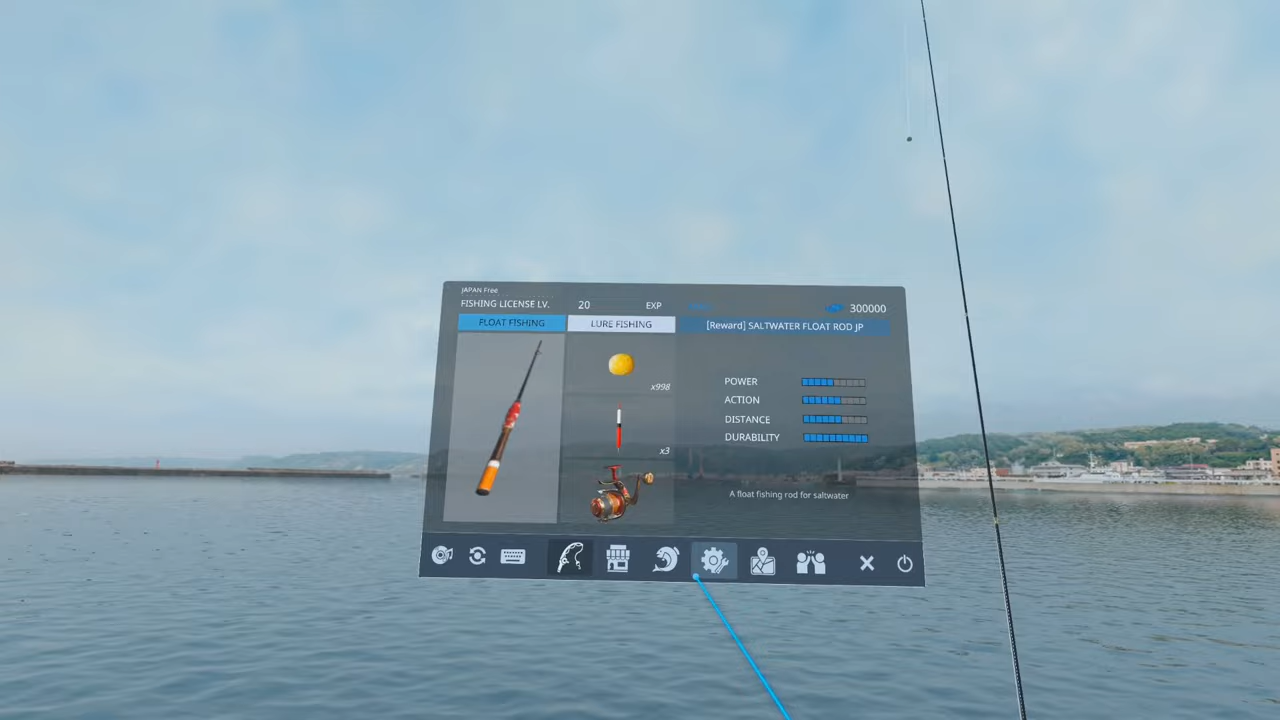 JAPAN Free
FISHING LICENSE LV. 20 EXP 300000
FLOAT FISHING LURE FISHING [Reward] SALTWATER FLOAT ROD JP
x998
POWER
ACTION
DISTANCE
DURABILITY
x3
A float fishing rod for saltwater